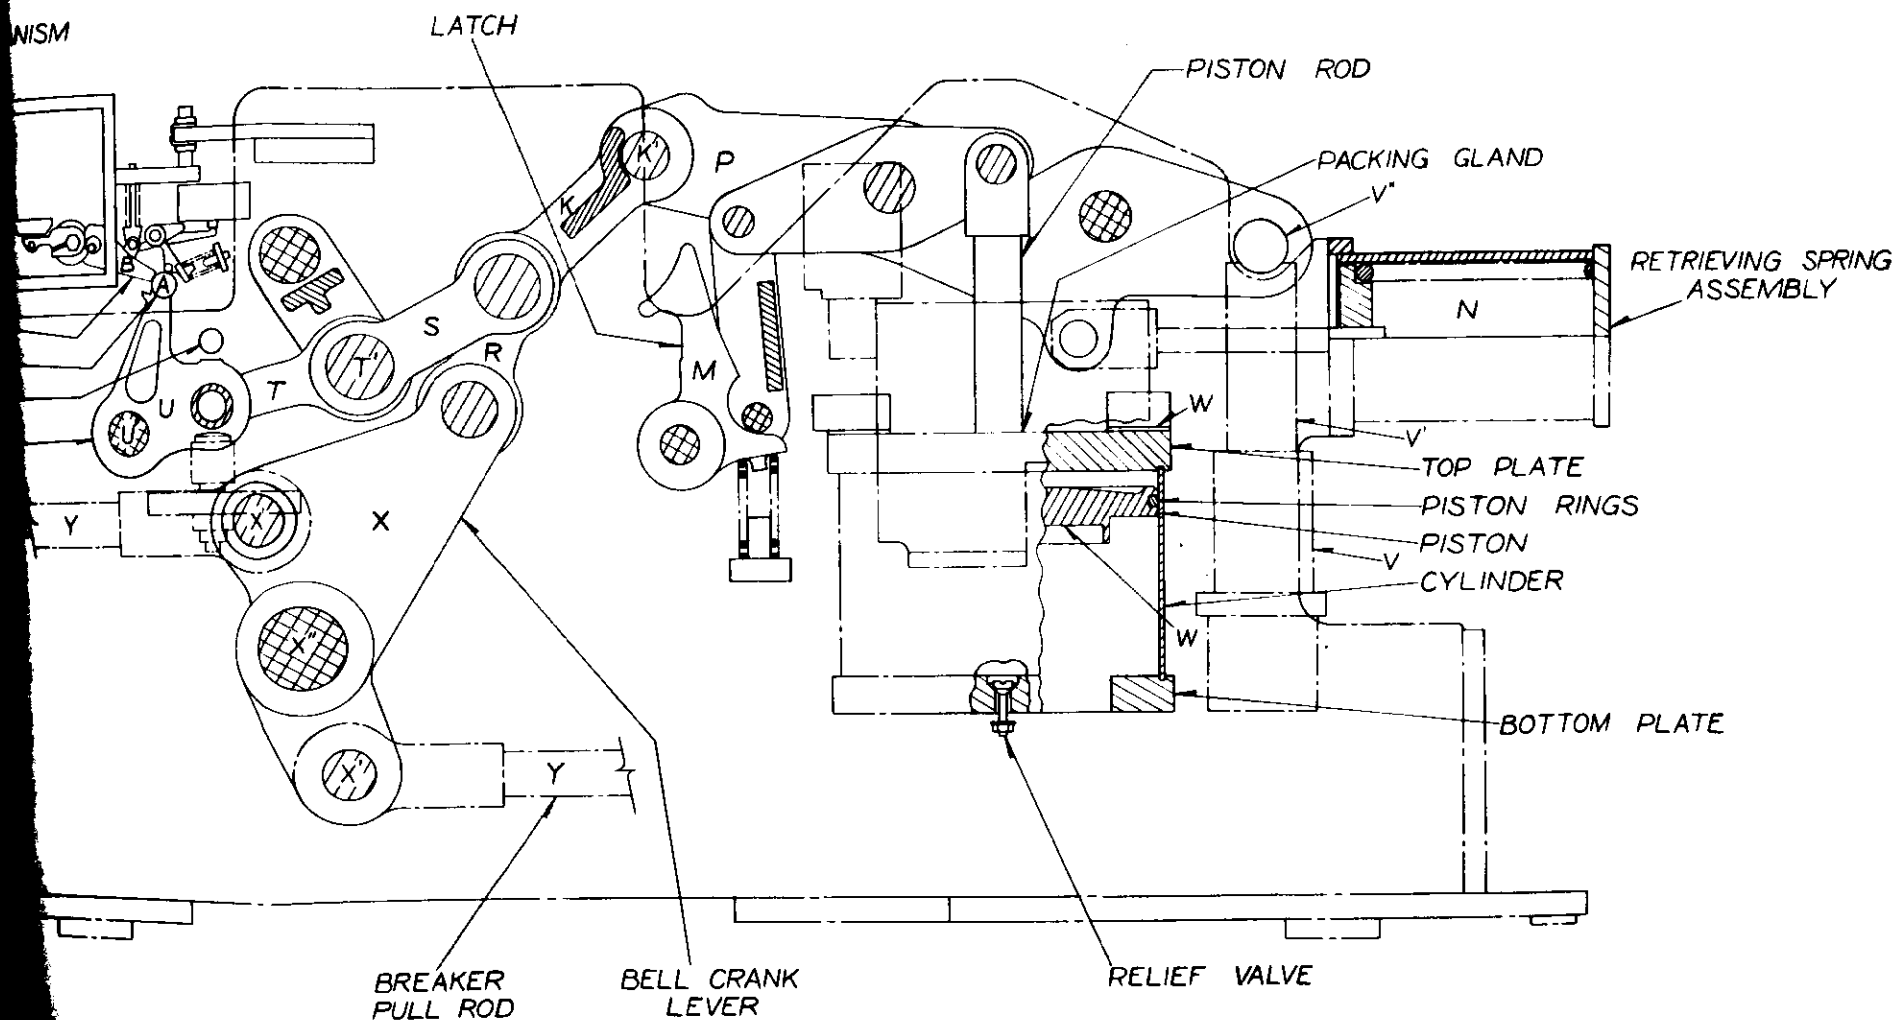 NISM
LATCH
PISTON ROD
PACKING GLAND
V"
RETRIEVING SPRING
ASSEMBLY
K'
P
K
A
N
S
R
T'
T
M
U
U
W
V'
TOP PLATE
PISTON RINGS
PISTON
V
CYLINDER
Y
X
X
W
X"
BOTTOM PLATE
X'
Y
BREAKER
PULL ROD
BELL CRANK
LEVER
RELIEF VALVE